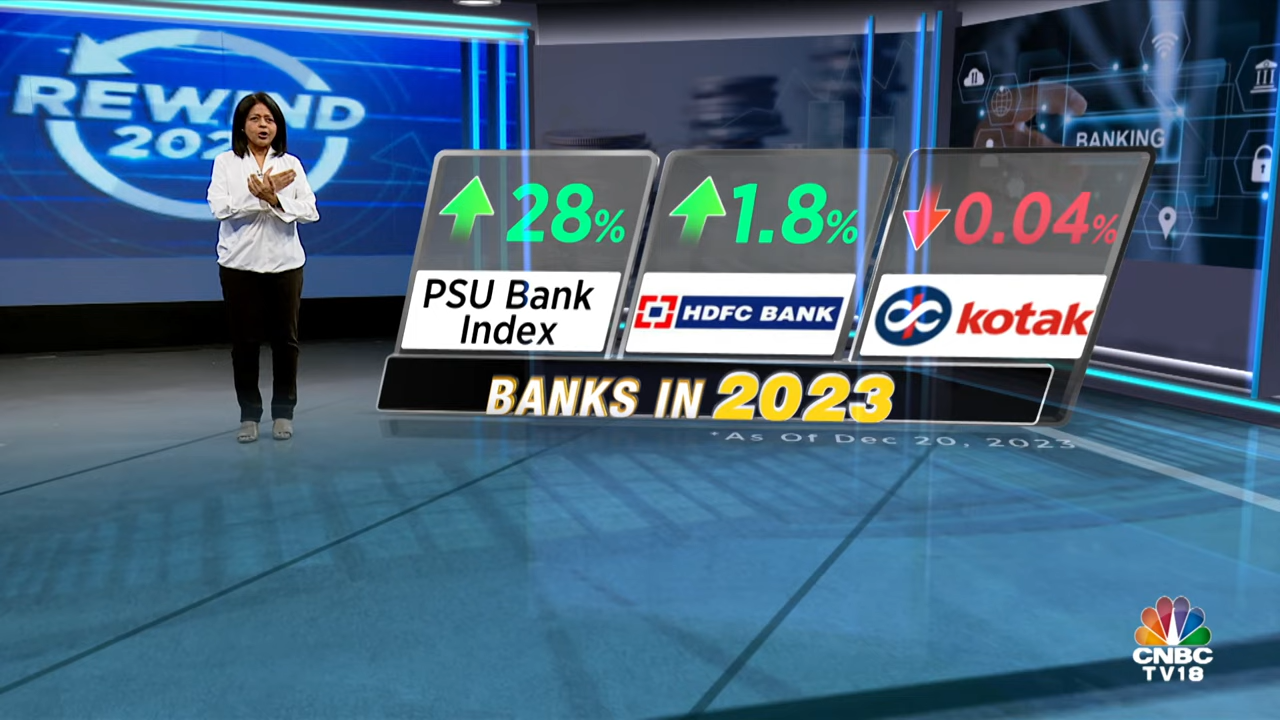 REWIND
BANKING
28%
1.8%
0.04%
PSU Bank
Index
HDFC BANK
kotak
BANKS IN 2023
*As Of Dec 20, 2023
CNBC
TV18